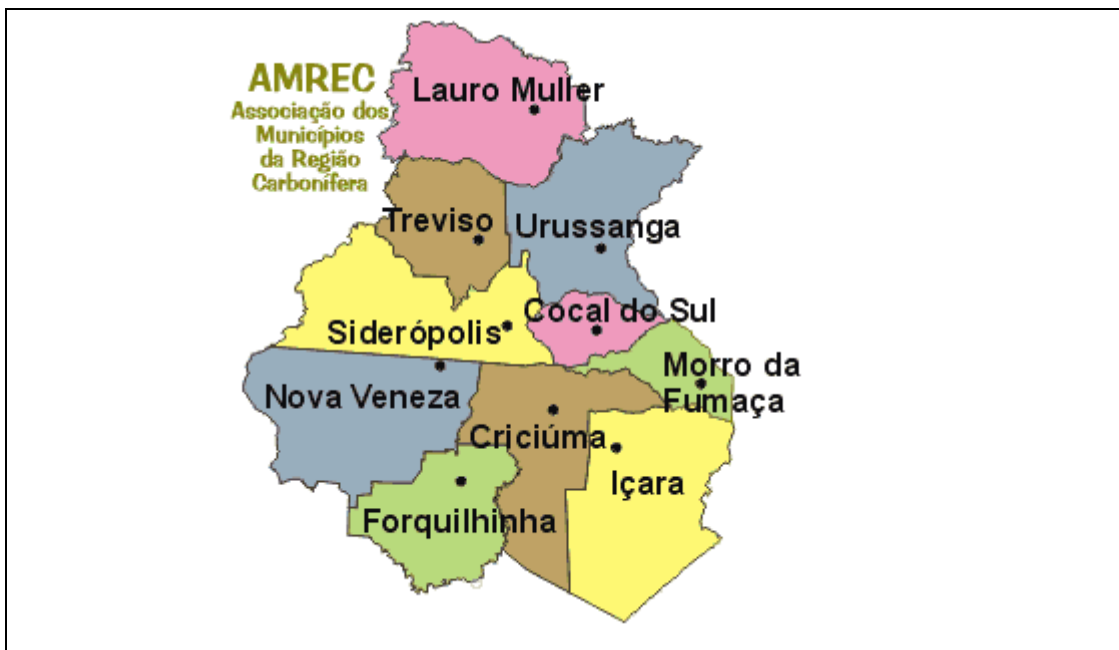 AMREC
Associação dos
Municípios
da Região
Carbonífera
Lauro Muller
Treviso
Urussanga
Cocal do Sul
Siderópolis
Morro da
Fumaça
Nova Veneza
Criciúma
Içara
Forquilhinha